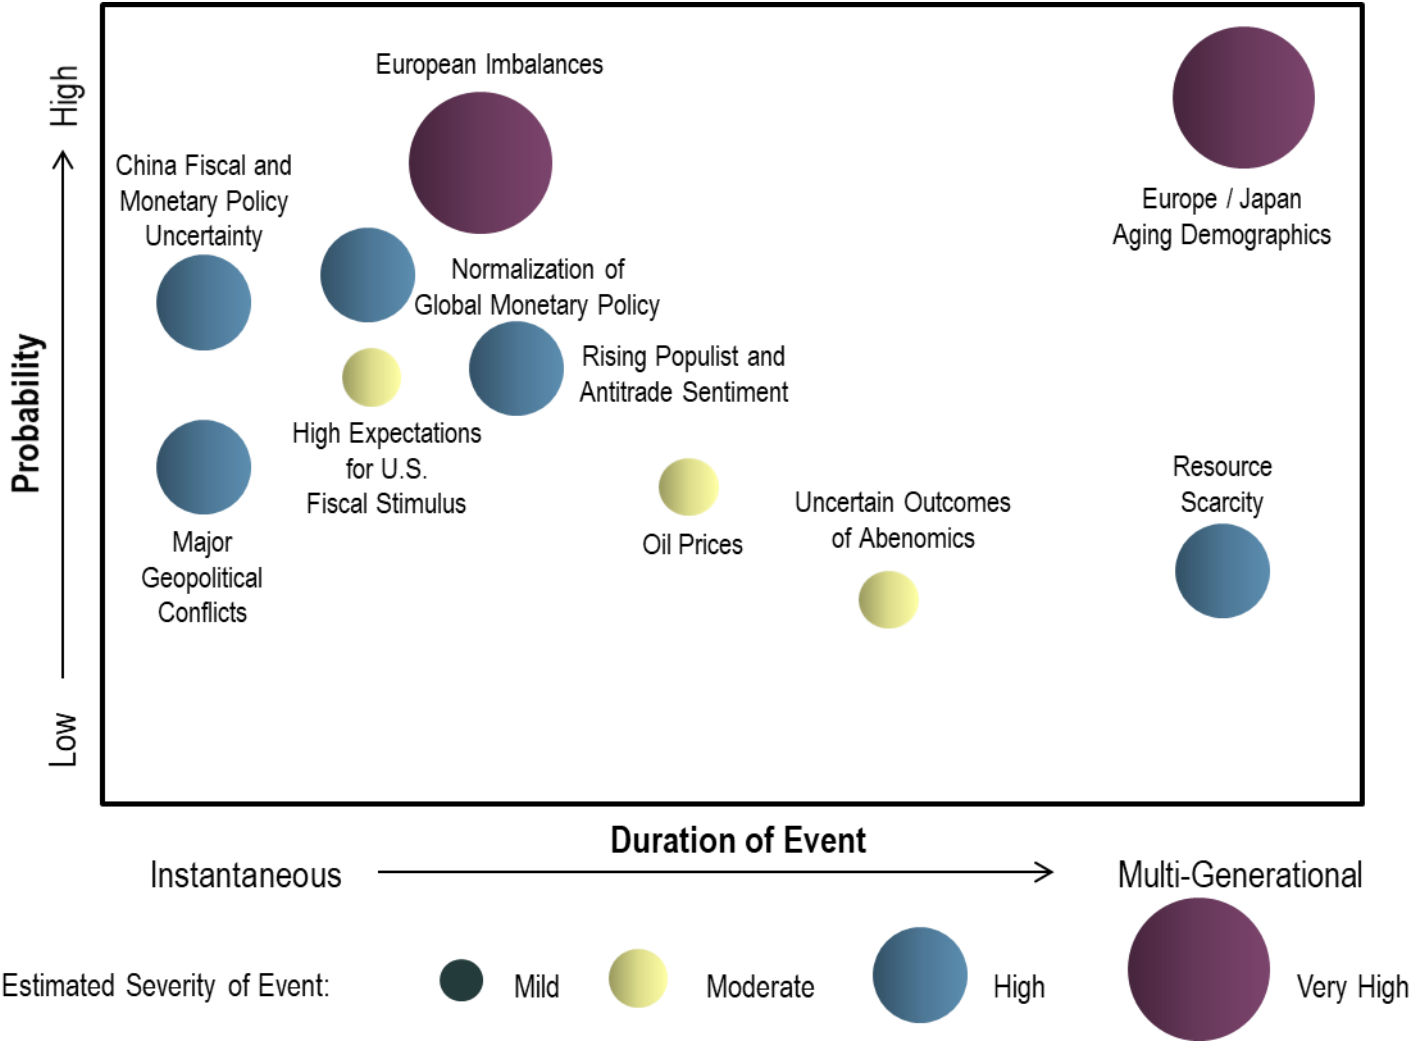 European Imbalances
High
China Fiscal and
Monetary Policy
Uncertainty
Europe / Japan
Aging Demographics
Normalization of
Global Monetary Policy
Probability
Rising Populist and
Antitrade Sentiment
High Expectations
for U.S.
Fiscal Stimulus
Resource
Scarcity
Uncertain Outcomes
of Abenomics
Oil Prices
Major
Geopolitical
Conflicts
Low
Duration of Event
Instantaneous
Multi-Generational
Estimated Severity of Event:
Mild
Moderate
High
Very High